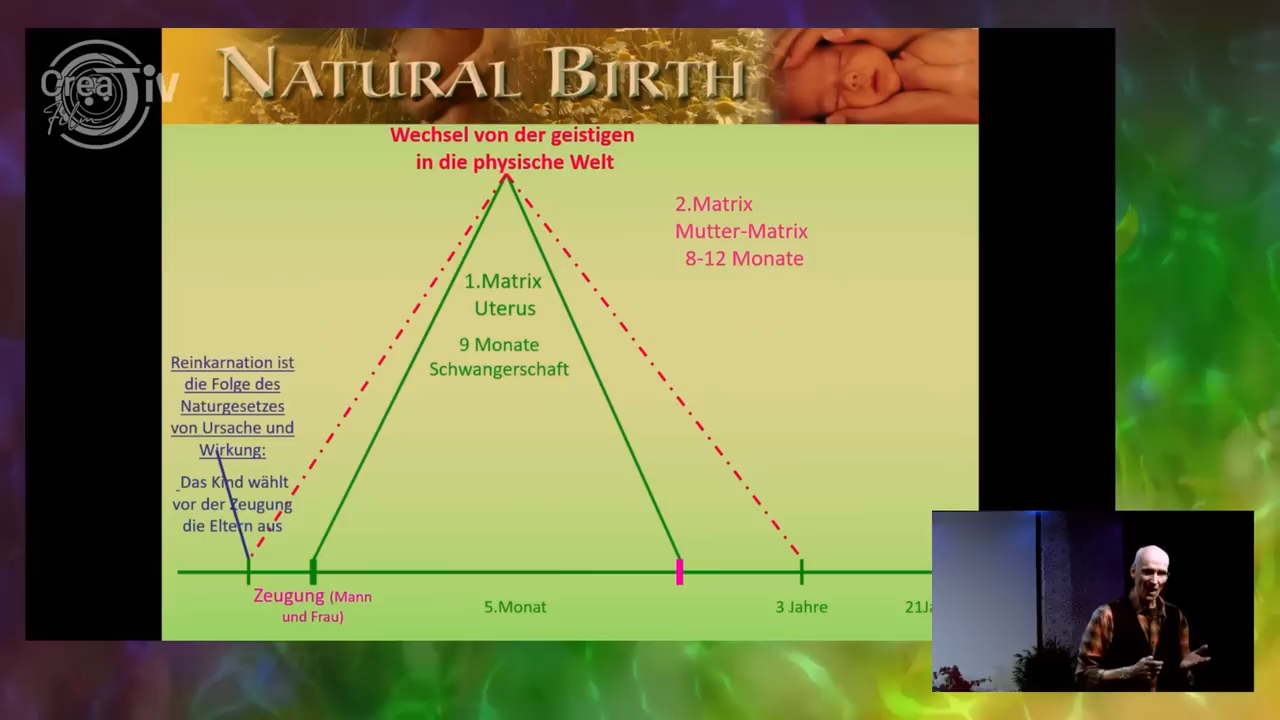 CreaTiv
Film
NATURAL BIRTH
Wechsel von der geistigen
in die physische Welt
2.Matrix
Mutter-Matrix
8-12 Monate
1.Matrix
Uterus
9 Monate
Schwangerschaft
Reinkarnation ist
die Folge des
Naturgesetzes
von Ursache und
Wirkung:
Das Kind wählt
vor der Zeugung
die Eltern aus
Zeugung (Mann
und Frau)
5.Monat
3 Jahre
21Ja